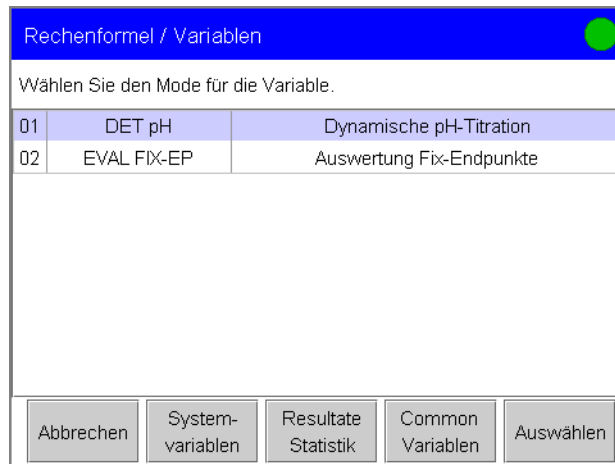 Rechenformel / Variablen
Wählen Sie den Mode für die Variable.
01 DET pH Dynamische pH-Titration
02 EVAL FIX-EP Auswertung Fix-Endpunkte
Abbrechen
System-
variablen
Resultate
Statistik
Common
Variablen
Auswählen